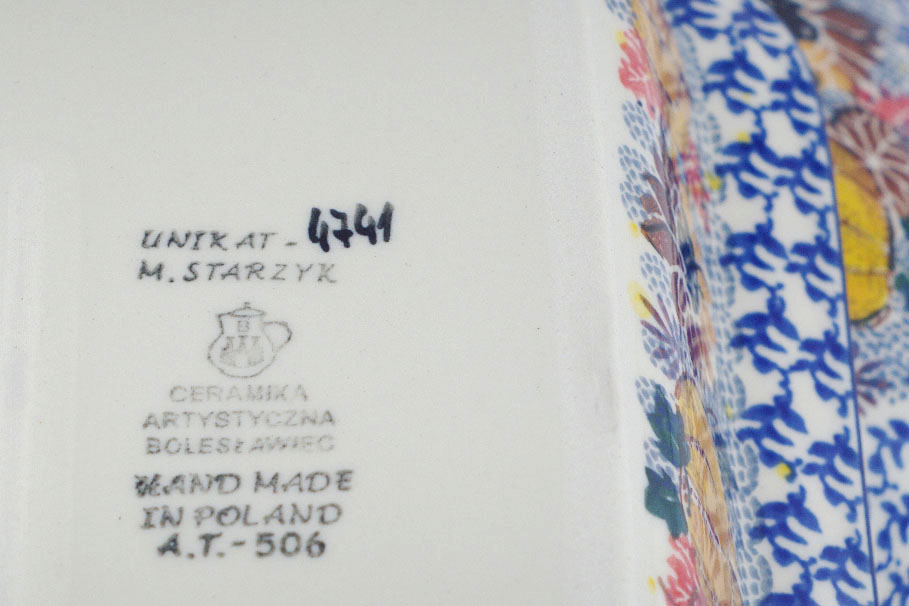 UNIKAT - 4741
M. STARZYK
B
CERAMIKA
ARTYSTYCZNA
BOLESŁAWIEC
HAND MADE
IN POLAND
A.T.-506